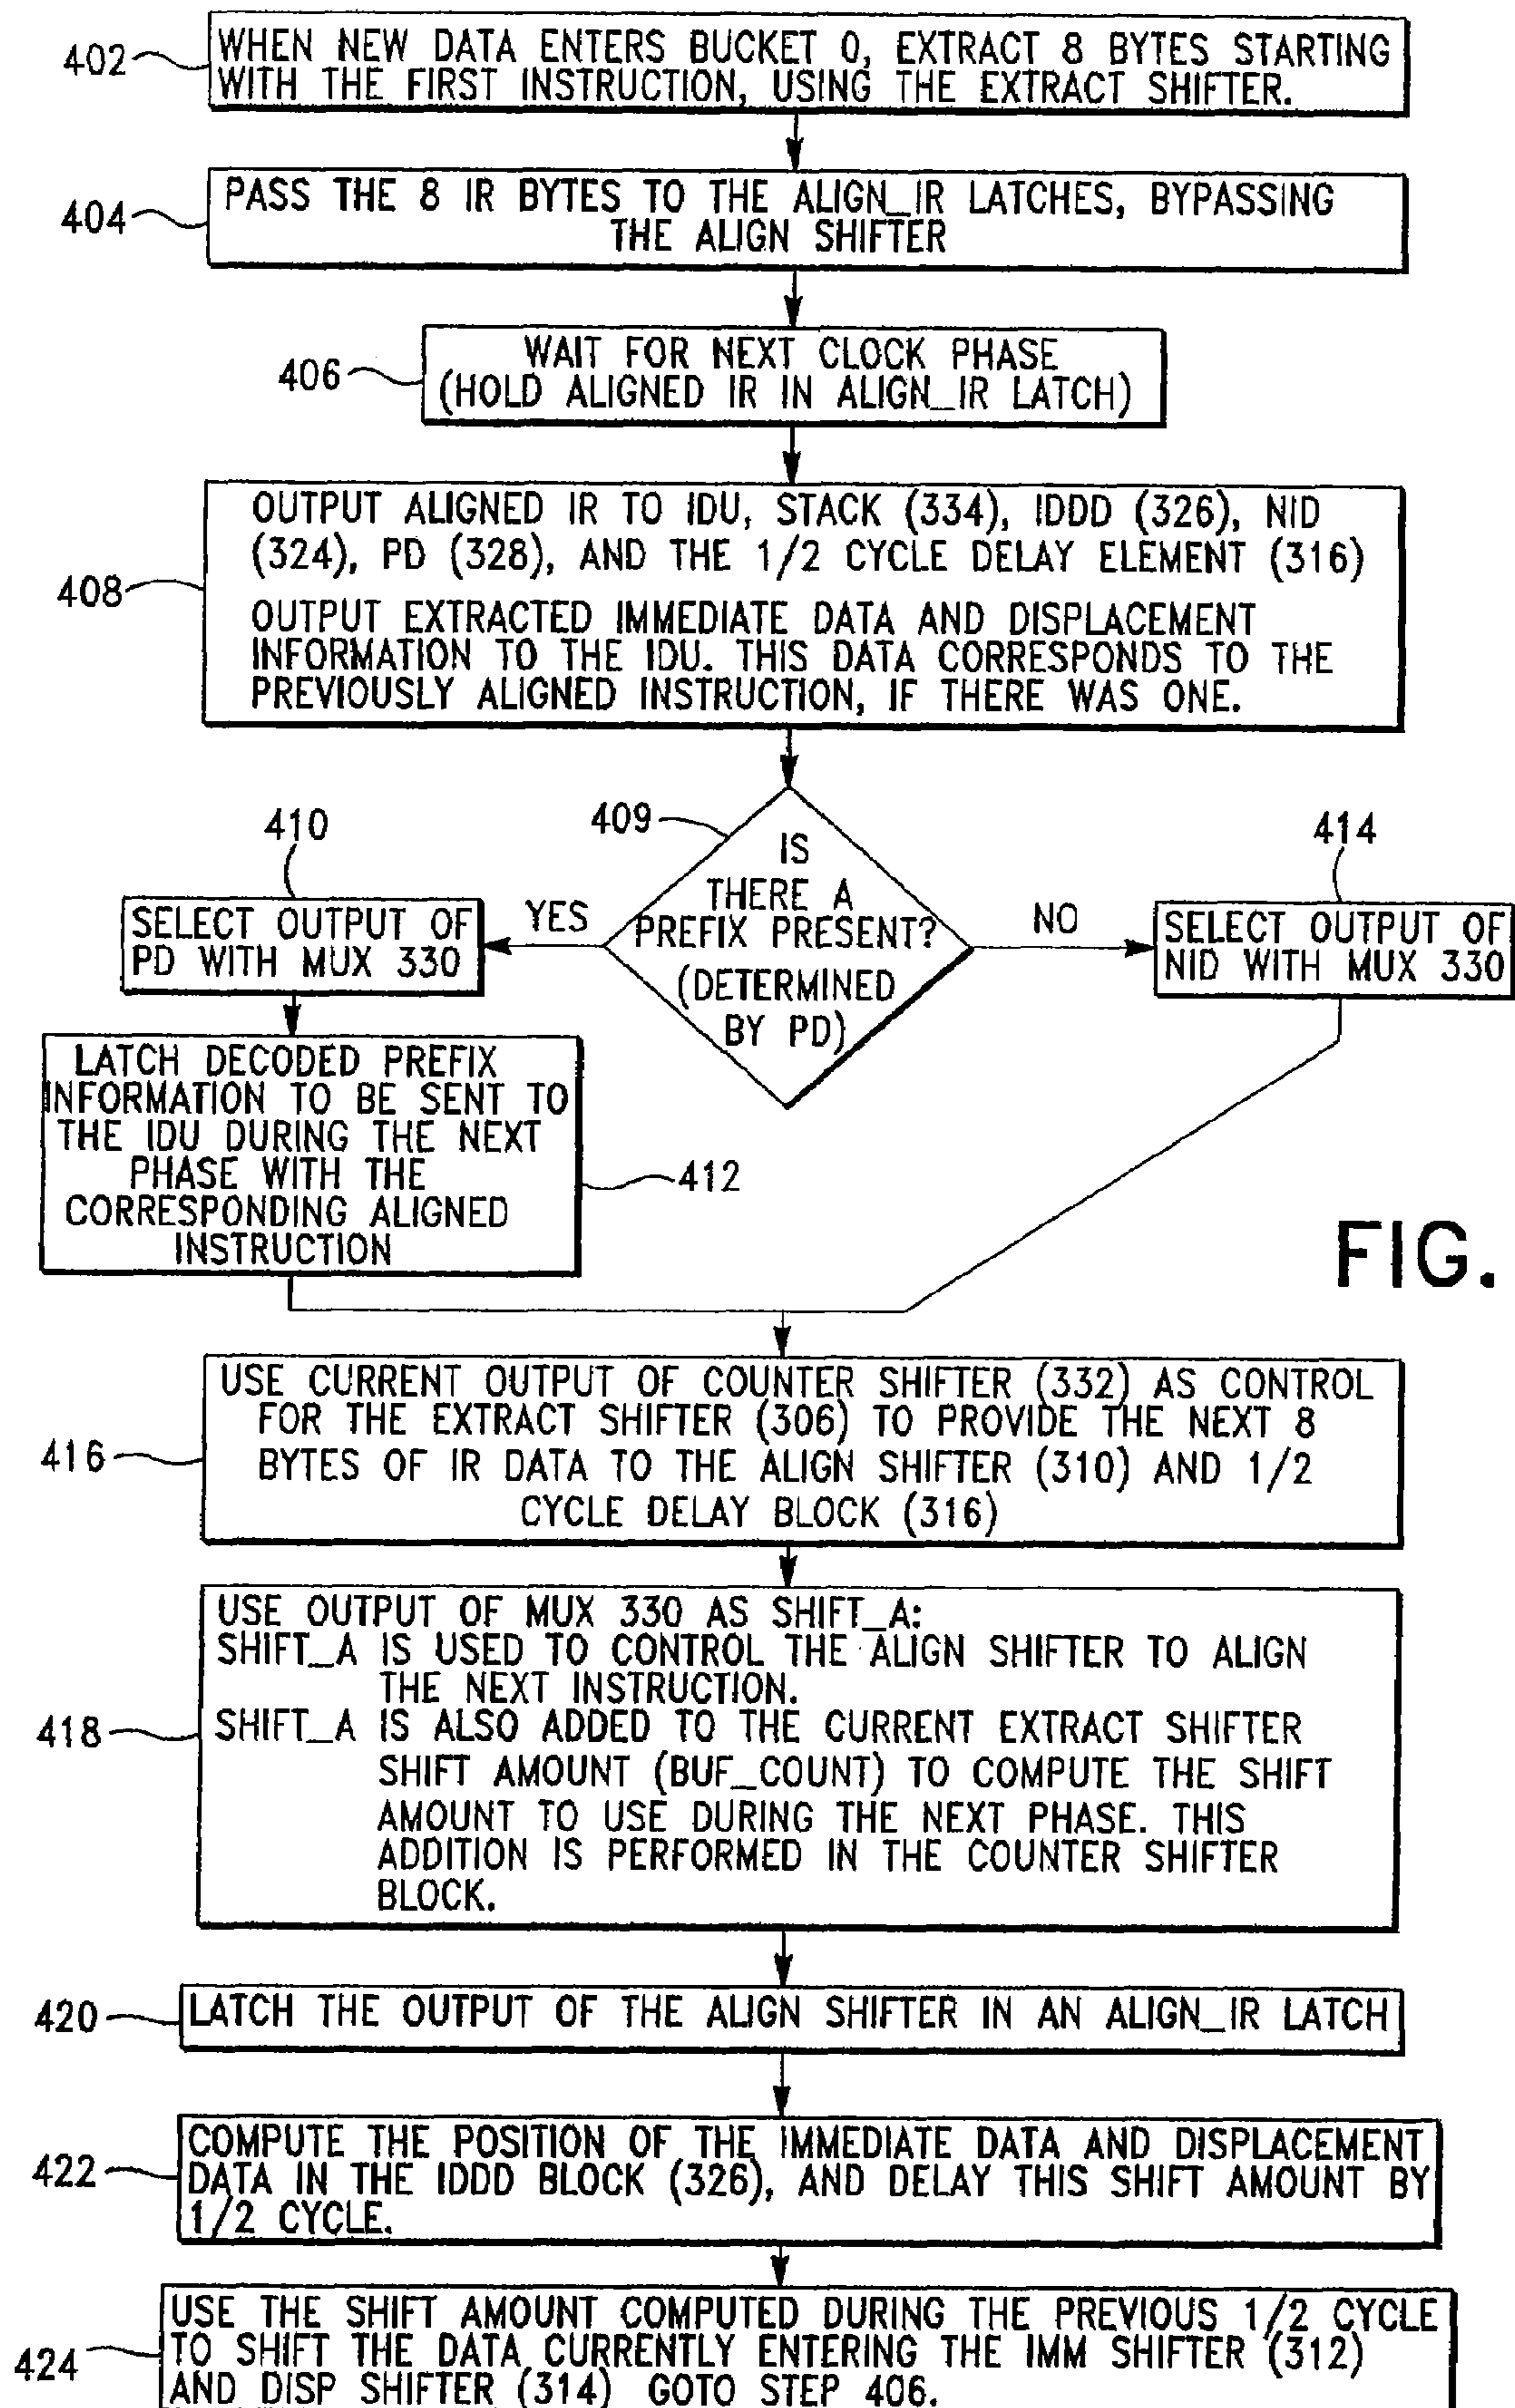 402
WHEN NEW DATA ENTERS BUCKET 0, EXTRACT 8 BYTES STARTING
WITH THE FIRST INSTRUCTION, USING THE EXTRACT SHIFTER.
404
PASS THE 8 IR BYTES TO THE ALIGN_IR LATCHES, BYPASSING
THE ALIGN SHIFTER
406
WAIT FOR NEXT CLOCK PHASE
(HOLD ALIGNED IR IN ALIGN_IR LATCH)
408
OUTPUT ALIGNED IR TO IDU, STACK (334), IDDD (326), NID
(324), PD (328), AND THE 1/2 CYCLE DELAY ELEMENT (316)
OUTPUT EXTRACTED IMMEDIATE DATA AND DISPLACEMENT
INFORMATION TO THE IDU. THIS DATA CORRESPONDS TO THE
PREVIOUSLY ALIGNED INSTRUCTION, IF THERE WAS ONE.
409
IS
THERE A
PREFIX PRESENT?
(DETERMINED
BY PD)
YES
NO
410
SELECT OUTPUT OF
PD WITH MUX 330
414
SELECT OUTPUT OF
NID WITH MUX 330
LATCH DECODED PREFIX
INFORMATION TO BE SENT TO
THE IDU DURING THE NEXT
PHASE WITH THE
CORRESPONDING ALIGNED
INSTRUCTION
412
FIG.
416
USE CURRENT OUTPUT OF COUNTER SHIFTER (332) AS CONTROL
FOR THE EXTRACT SHIFTER (306) TO PROVIDE THE NEXT 8
BYTES OF IR DATA TO THE ALIGN SHIFTER (310) AND 1/2
CYCLE DELAY BLOCK (316)
418
USE OUTPUT OF MUX 330 AS SHIFT_A:
SHIFT_A IS USED TO CONTROL THE ALIGN SHIFTER TO ALIGN
THE NEXT INSTRUCTION.
SHIFT_A IS ALSO ADDED TO THE CURRENT EXTRACT SHIFTER
SHIFT AMOUNT (BUF_COUNT) TO COMPUTE THE SHIFT
AMOUNT TO USE DURING THE NEXT PHASE. THIS
ADDITION IS PERFORMED IN THE COUNTER SHIFTER
BLOCK.
420
LATCH THE OUTPUT OF THE ALIGN SHIFTER IN AN ALIGN_IR LATCH
422
COMPUTE THE POSITION OF THE IMMEDIATE DATA AND DISPLACEMENT
DATA IN THE IDDD BLOCK (326), AND DELAY THIS SHIFT AMOUNT BY
1/2 CYCLE.
424
USE THE SHIFT AMOUNT COMPUTED DURING THE PREVIOUS 1/2 CYCLE
TO SHIFT THE DATA CURRENTLY ENTERING THE IMM SHIFTER (312)
AND DISP SHIFTER (314) GOTO STEP 406.